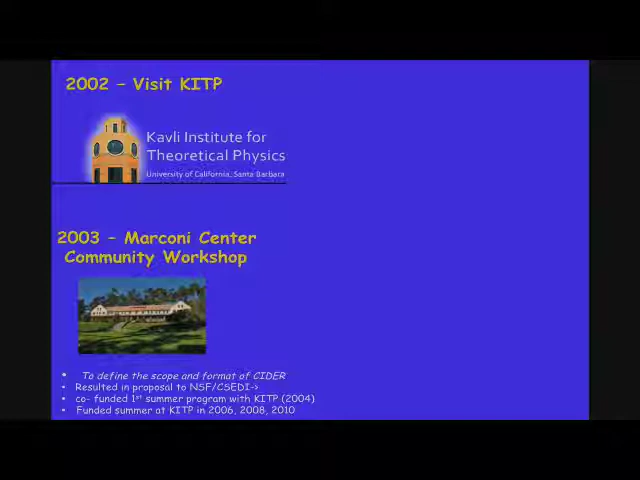 2002 – Visit KITP
Kavli Institute for
Theoretical Physics
University of California, Santa Barbara
2003 – Marconi Center
Community Workshop
• To define the scope and format of CIDER
• Resulted in proposal to NSF/CSEDI->
• co- funded 1st summer program with KITP (2004)
• Funded summer at KITP in 2006, 2008, 2010